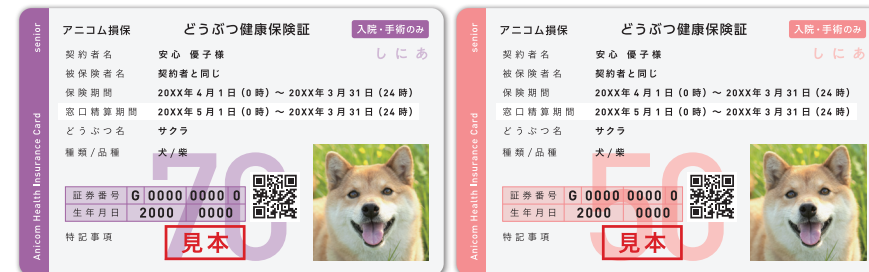 senior
Anicom Health Insurance Card
アニコム損保 どうぶつ健康保険証 入院・手術のみ
しにあ
契約者名 安心 優子様
被保険者名 契約者と同じ
保険期間 20XX年4月1日(0時)～20XX年3月31日(24時)
窓口精算期間 20XX年5月1日(0時)～20XX年3月31日(24時)
どうぶつ名 サクラ
種類/品種 犬/柴
70
証券番号 G 0000 0000 0
生年月日 2000 0000
特記事項 見本
senior
Anicom Health Insurance Card
アニコム損保 どうぶつ健康保険証 入院・手術のみ
しにあ
契約者名 安心 優子様
被保険者名 契約者と同じ
保険期間 20XX年4月1日(0時)～20XX年3月31日(24時)
窓口精算期間 20XX年5月1日(0時)～20XX年3月31日(24時)
どうぶつ名 サクラ
種類/品種 犬/柴
50
証券番号 G 0000 0000 0
生年月日 2000 0000
特記事項 見本